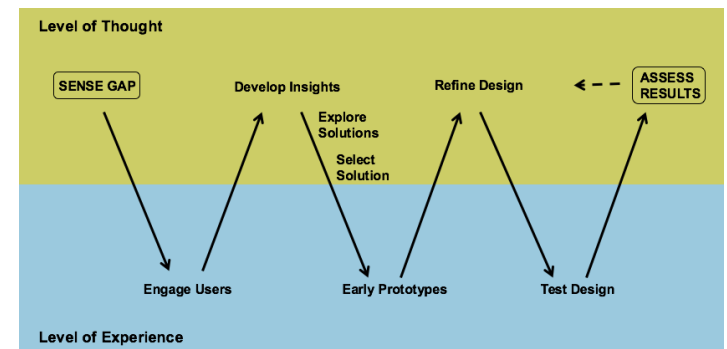 Level of Thought
SENSE GAP
Develop Insights
Refine Design
ASSESS
RESULTS
Explore
Solutions
Select
Solution
Engage Users
Early Prototypes
Test Design
Level of Experience